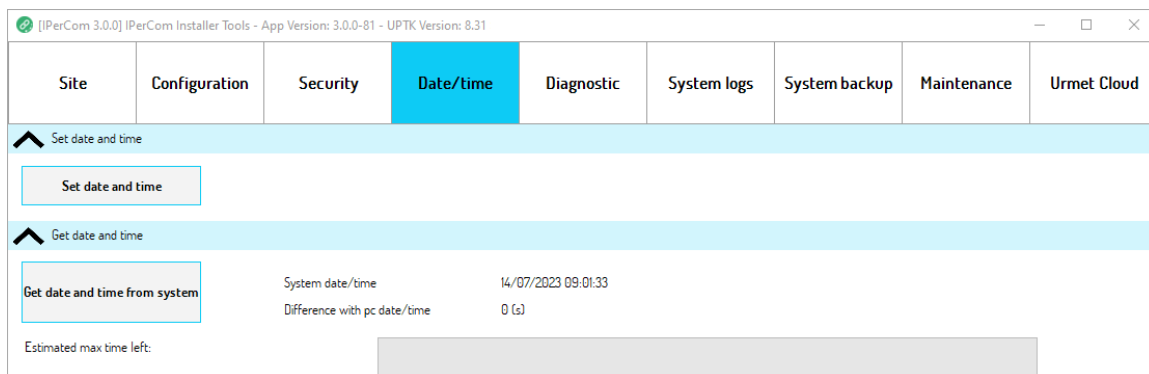 [IPerCom 3.0.0] IPerCom Installer Tools - App Version: 3.0.0-81 - UPTK Version: 8.31
Site Configuration Security Date/time Diagnostic System logs System backup Maintenance Urmet Cloud
Set date and time
Set date and time
Get date and time
Get date and time from system
System date/time 14/07/2023 09:01:33
Difference with pc date/time 0 (s)
Estimated max time left: